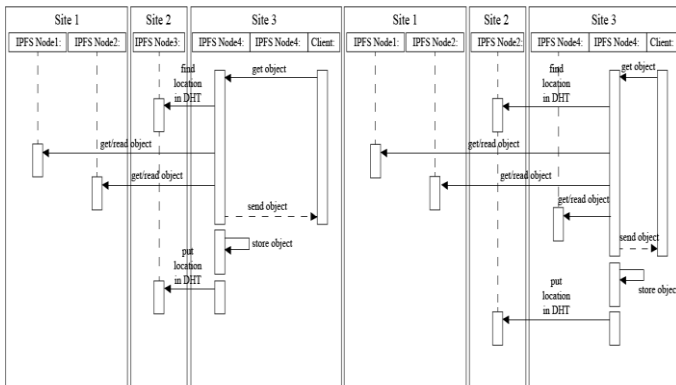 Site 1
Site 2
Site 3
IPFS Node1:
IPFS Node2:
IPFS Node3:
IPFS Node4:
IPFS Node4:
Client:
get object
find
location
in DHT
get/read object
get/read object
send object
store object
put
location
in DHT
Site 1
Site 2
Site 3
IPFS Node1:
IPFS Node2:
IPFS Node2:
IPFS Node4:
IPFS Node4:
Client:
get object
find
location
in DHT
get/read object
get/read object
get/read object
send object
store object
put
location
in DHT